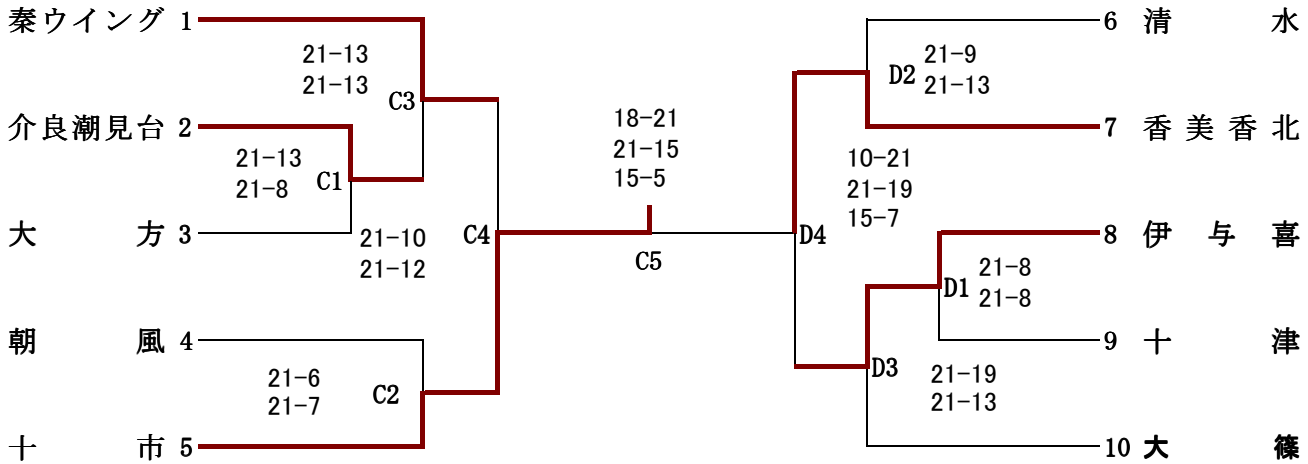 秦ウイング 1
21-13
21-13
C3
介良潮見台 2
21-13
21-8
C1
大方 3
21-10
21-12
C4
朝風 4
21-6
21-7
C2
十市 5
18-21
21-15
15-5
C5
6 清水
D2
21-9
21-13
7 香美香北
10-21
21-19
15-7
D4
8 伊与喜
D1
21-8
21-8
9 十津
D3
21-19
21-13
10 大篠